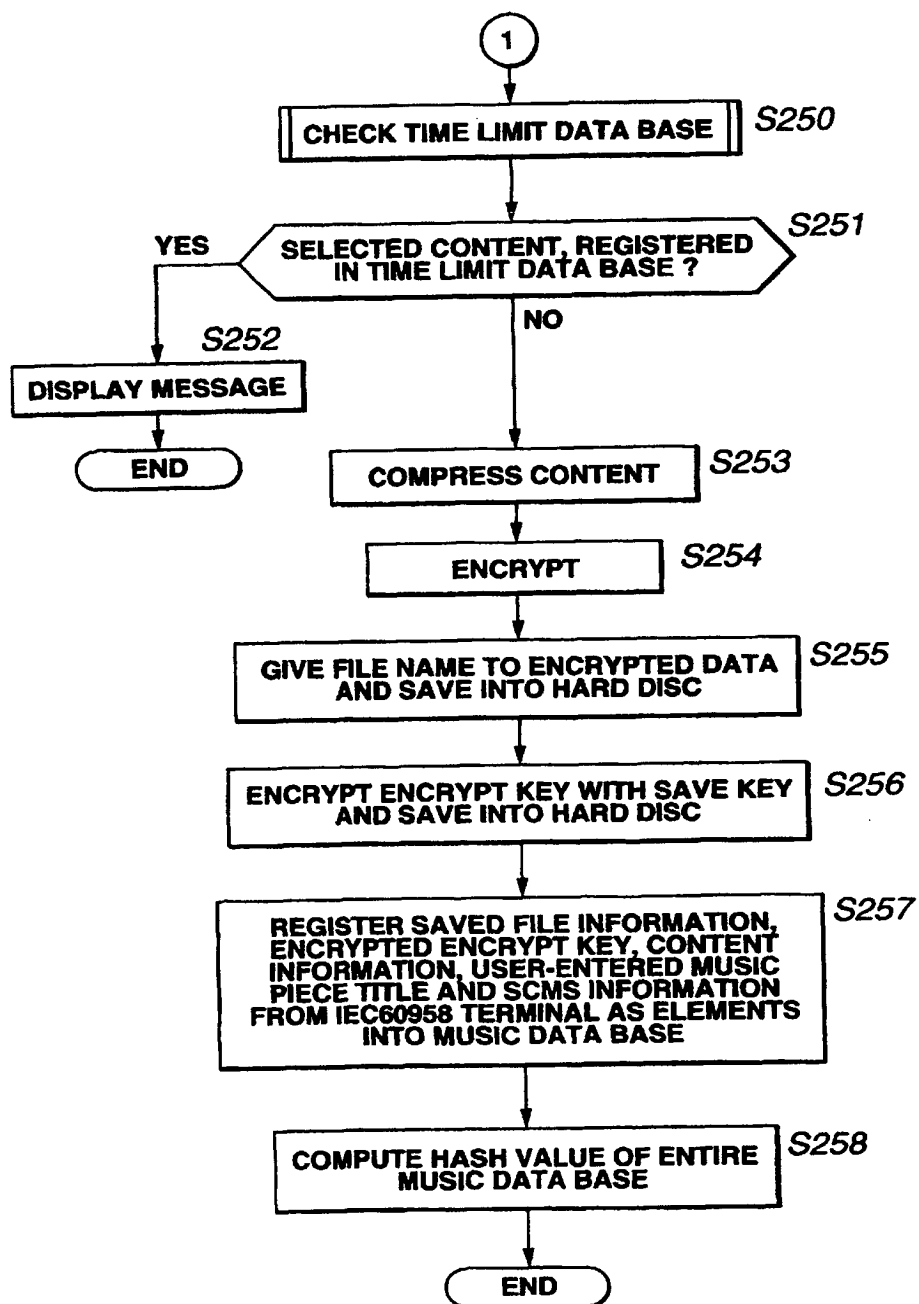 1
CHECK TIME LIMIT DATA BASE
S250
S251
SELECTED CONTENT, REGISTERED
IN TIME LIMIT DATA BASE ?
YES
NO
S252
DISPLAY MESSAGE
END
COMPRESS CONTENT
S253
ENCRYPT
S254
GIVE FILE NAME TO ENCRYPTED DATA
AND SAVE INTO HARD DISC
S255
ENCRYPT ENCRYPT KEY WITH SAVE KEY
AND SAVE INTO HARD DISC
S256
REGISTER SAVED FILE INFORMATION,
ENCRYPTED ENCRYPT KEY, CONTENT
INFORMATION, USER-ENTERED MUSIC
PIECE TITLE AND SCMS INFORMATION
FROM IEC60958 TERMINAL AS ELEMENTS
INTO MUSIC DATA BASE
S257
COMPUTE HASH VALUE OF ENTIRE
MUSIC DATA BASE
S258
END